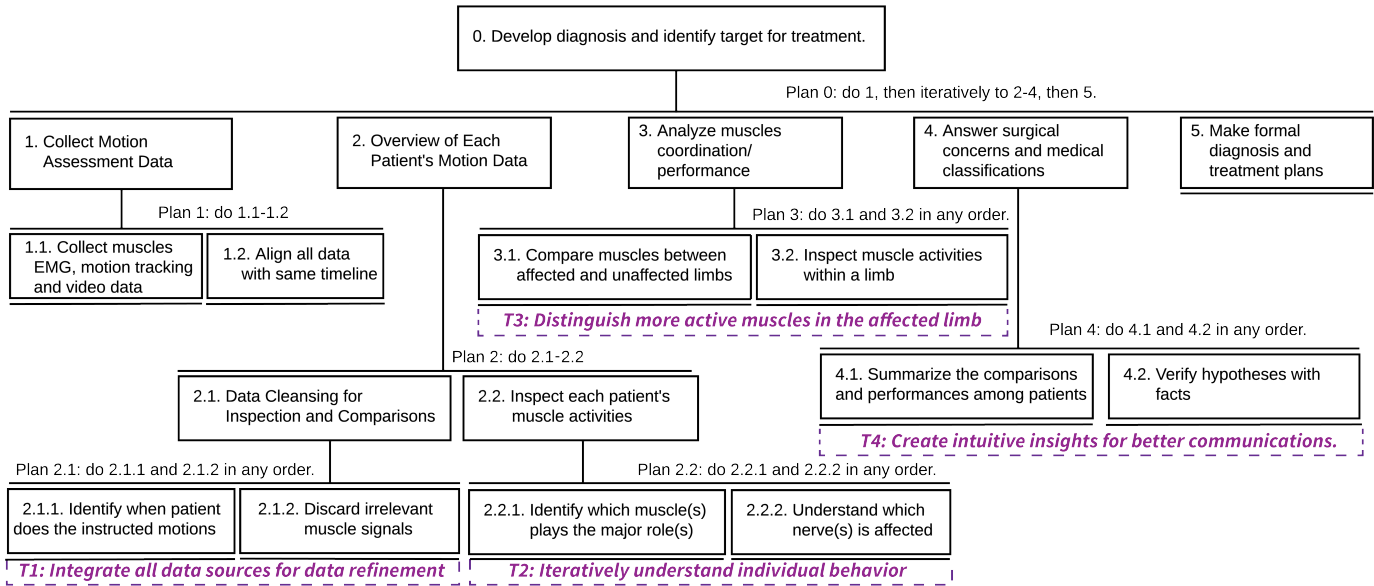 0. Develop diagnosis and identify target for treatment.
Plan 0: do 1, then iteratively to 2-4, then 5.
1. Collect Motion
Assessment Data
2. Overview of Each
Patient's Motion Data
3. Analyze muscles
coordination/
performance
4. Answer surgical
concerns and medical
classifications
5. Make formal
diagnosis and
treatment plans
Plan 1: do 1.1-1.2
1.1. Collect muscles
EMG, motion tracking
and video data
1.2. Align all data
with same timeline
Plan 3: do 3.1 and 3.2 in any order.
3.1. Compare muscles between
affected and unaffected limbs
3.2. Inspect muscle activities
within a limb
T3: Distinguish more active muscles in the affected limb
Plan 4: do 4.1 and 4.2 in any order.
4.1. Summarize the comparisons
and performances among patients
4.2. Verify hypotheses with
facts
T4: Create intuitive insights for better communications.
Plan 2: do 2.1-2.2
2.1. Data Cleansing for
Inspection and Comparisons
2.2. Inspect each patient's
muscle activities
Plan 2.1: do 2.1.1 and 2.1.2 in any order.
Plan 2.2: do 2.2.1 and 2.2.2 in any order.
2.1.1. Identify when patient
does the instructed motions
2.1.2. Discard irrelevant
muscle signals
2.2.1. Identify which muscle(s)
plays the major role(s)
2.2.2. Understand which
nerve(s) is affected
T1: Integrate all data sources for data refinement
T2: Iteratively understand individual behavior